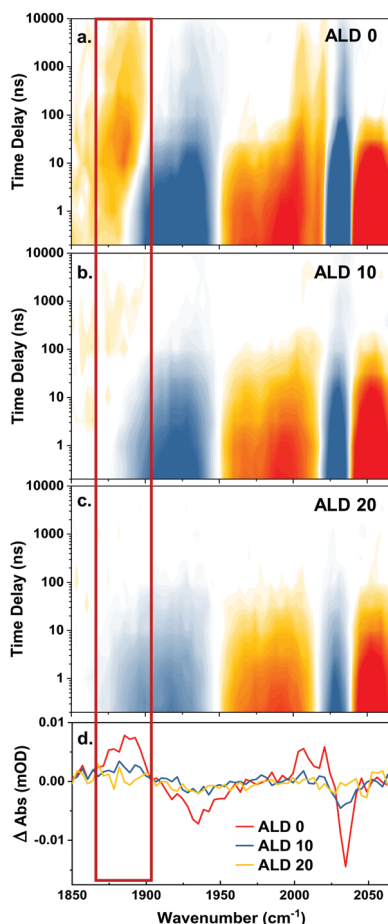 a.
ALD 0
Time Delay (ns)
10000
1000
100
10
1
b.
ALD 10
Time Delay (ns)
10000
1000
100
10
1
c.
ALD 20
Time Delay (ns)
10000
1000
100
10
1
d.
Δ Abs (mOD)
0.01
0.00
-0.01
ALD 0
ALD 10
ALD 20
1850 1900 1950 2000 2050
Wavenumber (cm⁻¹)